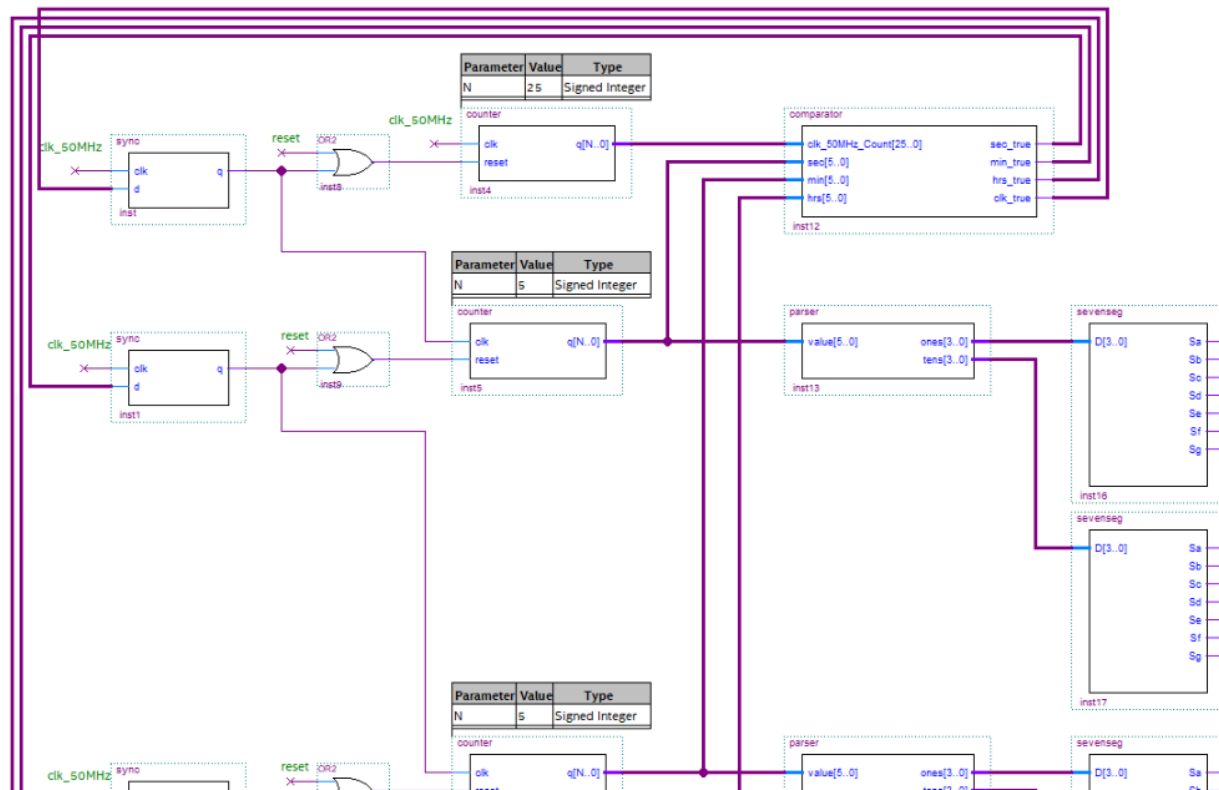 Parameter Value Type
N 25 Signed Integer
clk_50MHz
sync
clk q
d
inst
reset
OR2
inst8
clk_50MHz
counter
clk q[N..0]
reset
inst4
comparator
clk_50MHz_Count[25..0] sec_true
sec[5..0] min_true
min[5..0] hrs_true
hrs[5..0] clk_true
inst12
Parameter Value Type
N 5 Signed Integer
clk_50MHz
sync
clk q
d
inst1
reset
OR2
inst9
counter
clk q[N..0]
reset
inst5
parser
value[5..0] ones[3..0]
tens[3..0]
inst13
sevenseg
D[3..0] Sa
Sb
Sc
Sd
Se
Sf
Sg
inst16
sevenseg
D[3..0] Sa
Sb
Sc
Sd
Se
Sf
Sg
inst17
Parameter Value Type
N 5 Signed Integer
clk_50MHz
sync
reset
OR2
counter
clk q[N..0]
parser
value[5..0] ones[3..0]
sevenseg
D[3..0] Sa